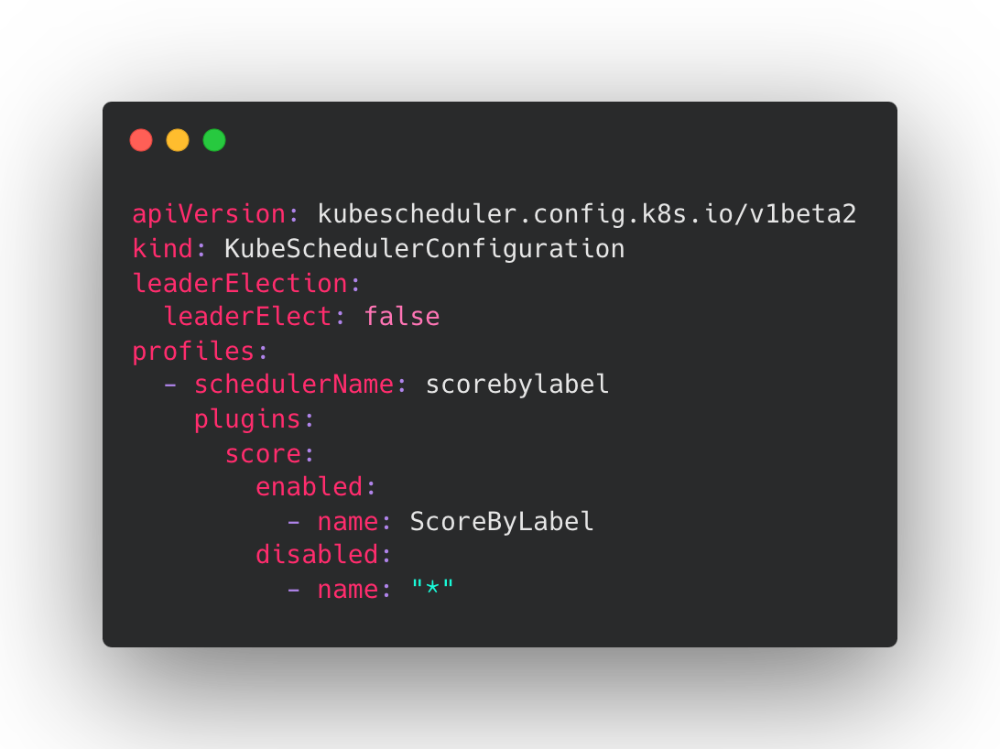 apiVersion: kubescheduler.config.k8s.io/v1beta2
kind: KubeSchedulerConfiguration
leaderElection:
  leaderElect: false
profiles:
  - schedulerName: scorebylabel
    plugins:
      score:
        enabled:
          - name: ScoreByLabel
        disabled:
          - name: "*"